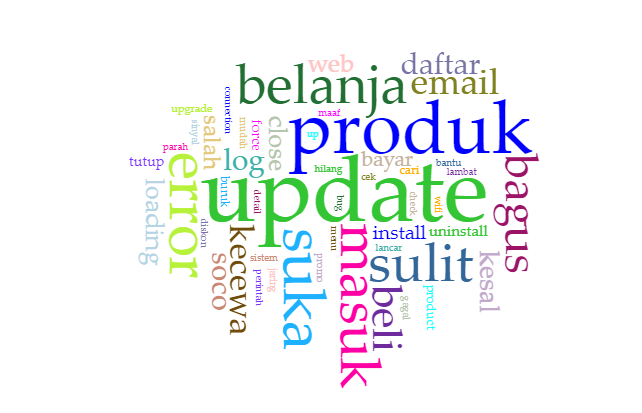 web
daftar
belanja
email
connection
upgrade
produk
maaf
sinyal
salah
mudah
force
close
up
parah
tutup
error
log
hilang
bayar
cari
cek
bantu
lambat
bagus
loading
buruk
update
detail
bug
check
wifi
diskon
kecewa
suka
menu
masuk
install
uninstall
lancar
sulit
kesal
soco
sistem
perintah
jaring
promo
beli
gagal
product